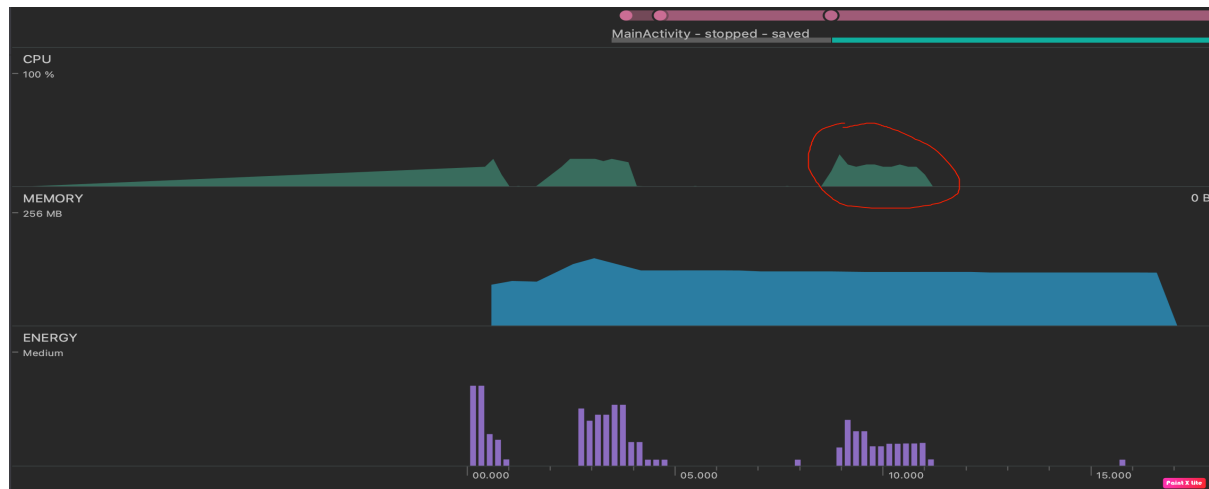 MainActivity - stopped - saved
CPU
100 %
MEMORY
0 B
256 MB
ENERGY
Medium
00.000 05.000 10.000 15.000
Point X Lite